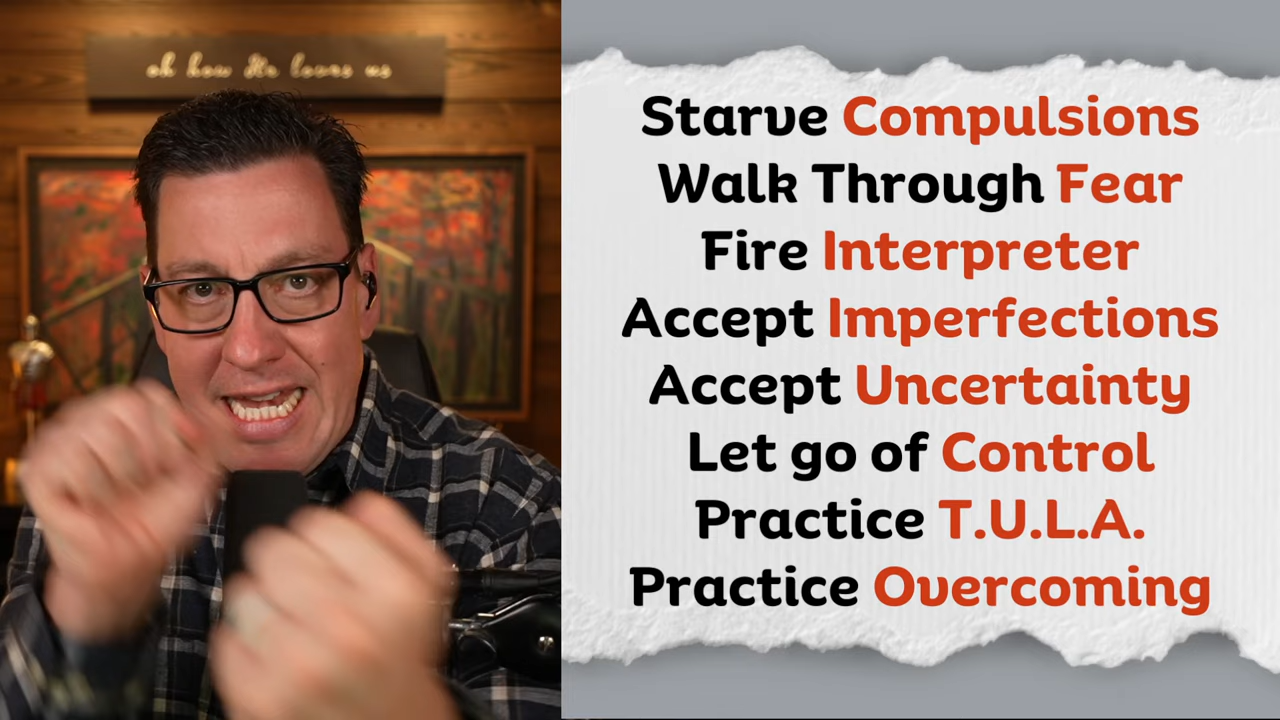 oh how He loves us
Starve Compulsions
Walk Through Fear
Fire Interpreter
Accept Imperfections
Accept Uncertainty
Let go of Control
Practice T.U.L.A.
Practice Overcoming